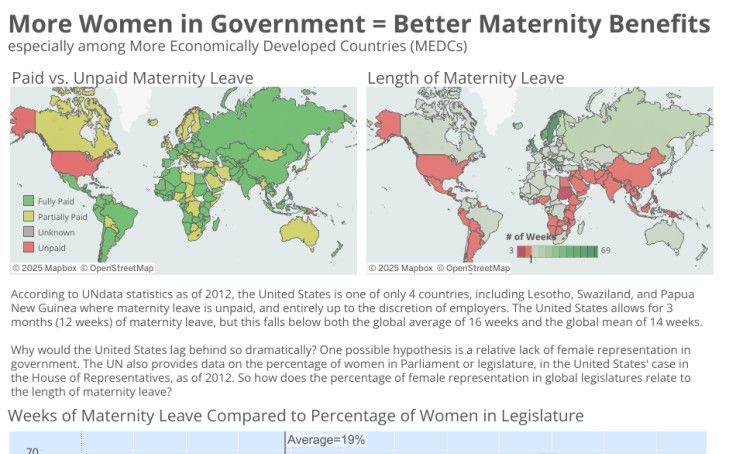 More Women in Government = Better Maternity Benefits
especially among More Economically Developed Countries (MEDCs)
Paid vs. Unpaid Maternity Leave
Length of Maternity Leave
Fully Paid
Partially Paid
Unknown
Unpaid
# of Weeks
3
69
© 2025 Mapbox © OpenStreetMap
© 2025 Mapbox © OpenStreetMap
According to UNdata statistics as of 2012, the United States is one of only 4 countries, including Lesotho, Swaziland, and Papua
New Guinea where maternity leave is unpaid, and entirely up to the discretion of employers. The United States allows for 3
months (12 weeks) of maternity leave, but this falls below both the global average of 16 weeks and the global mean of 14 weeks.
Why would the United States lag behind so dramatically? One possible hypothesis is a relative lack of female representation in
government. The UN also provides data on the percentage of women in Parliament or legislature, in the United States' case in
the House of Representatives, as of 2012. So how does the percentage of female representation in global legislatures relate to
the length of maternity leave?
Weeks of Maternity Leave Compared to Percentage of Women in Legislature
Average=19%
70